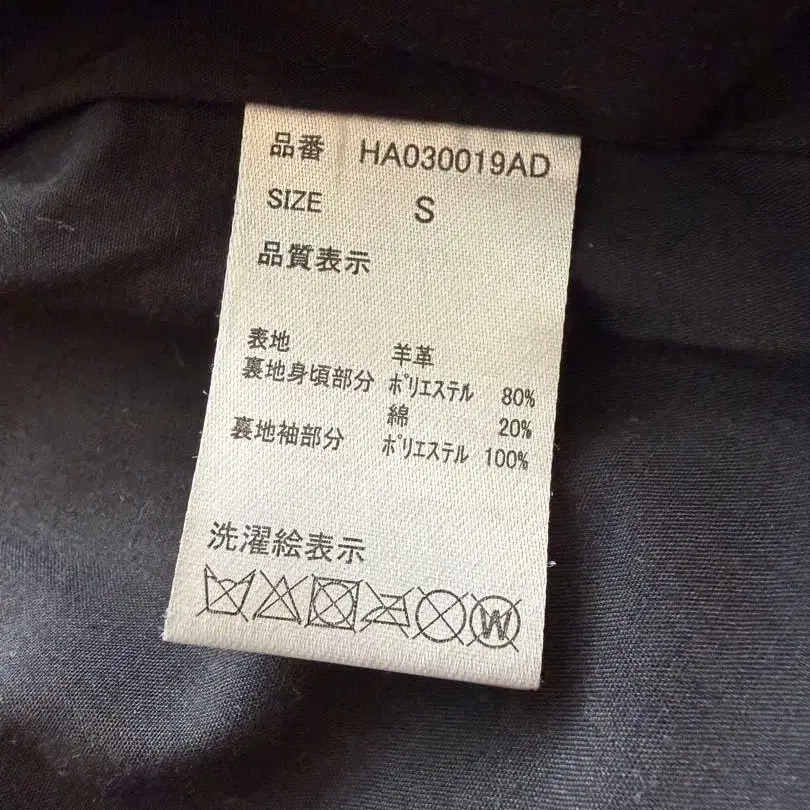 品番 HA030019AD
SIZE S
品質表示
表地 羊革
裏地身頃部分 ポリエステル 80%
綿 20%
裏地袖部分 ポリエステル 100%
洗濯絵表示
W